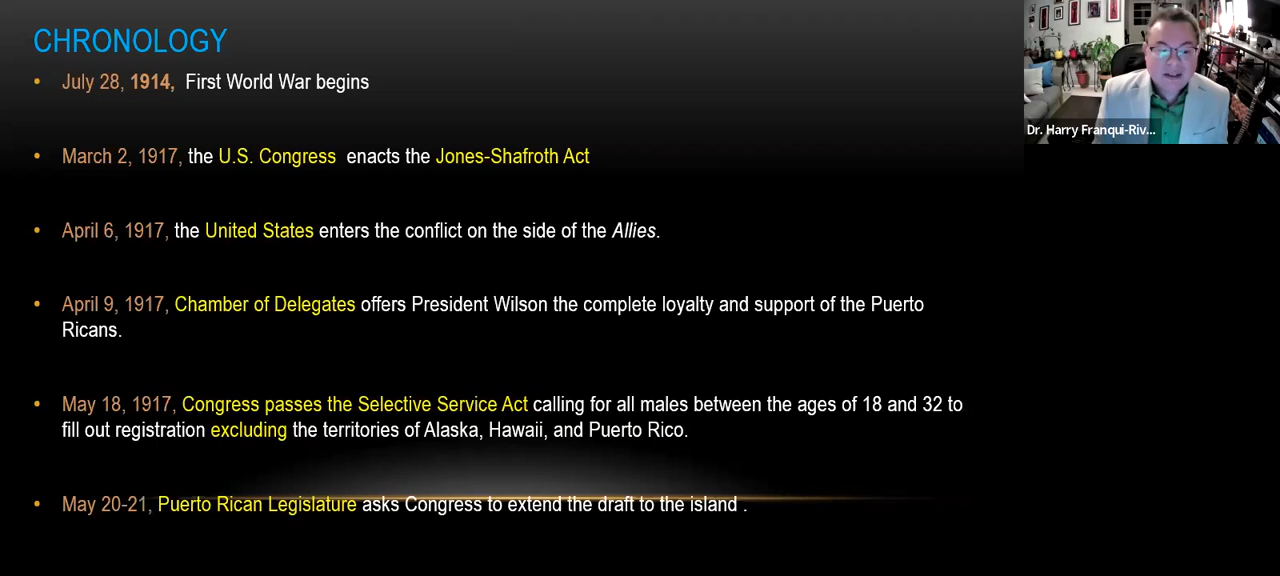 CHRONOLOGY
• July 28, 1914, First World War begins
• March 2, 1917, the U.S. Congress enacts the Jones-Shafroth Act
• April 6, 1917, the United States enters the conflict on the side of the Allies.
• April 9, 1917, Chamber of Delegates offers President Wilson the complete loyalty and support of the Puerto
Ricans.
• May 18, 1917, Congress passes the Selective Service Act calling for all males between the ages of 18 and 32 to
fill out registration excluding the territories of Alaska, Hawaii, and Puerto Rico.
• May 20-21, Puerto Rican Legislature asks Congress to extend the draft to the island .
Dr. Harry Franqui-Riv...